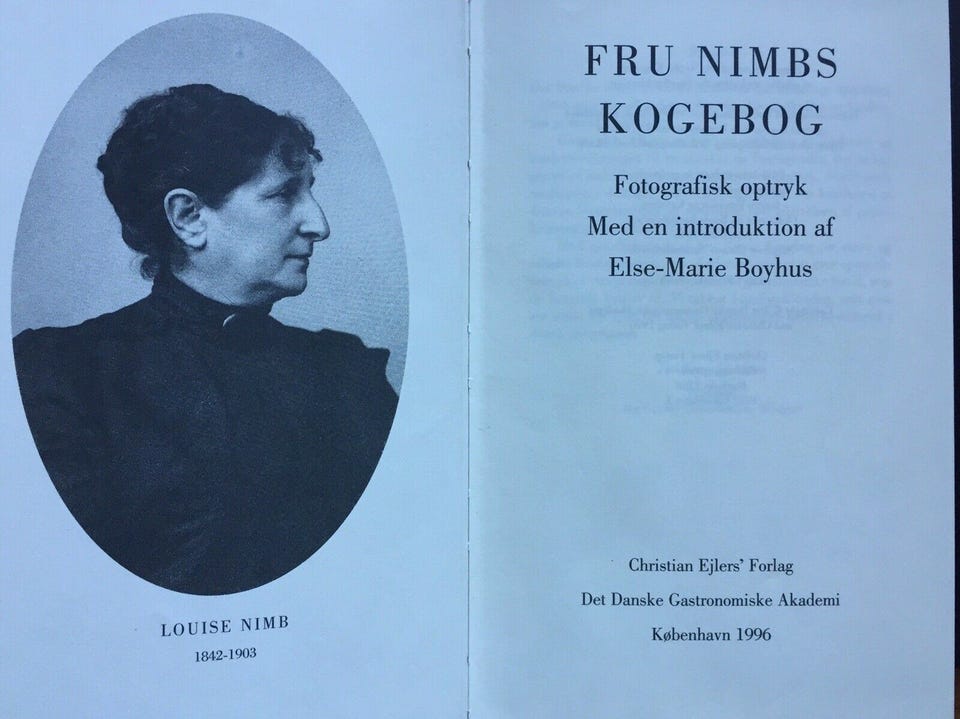 LOUISE NIMB
1842-1903
FRU NIMBS
KOGEBOG
Fotografisk optryk
Med en introduktion af
Else-Marie Boyhus
Christian Ejlers’ Forlag
Det Danske Gastronomiske Akademi
København 1996